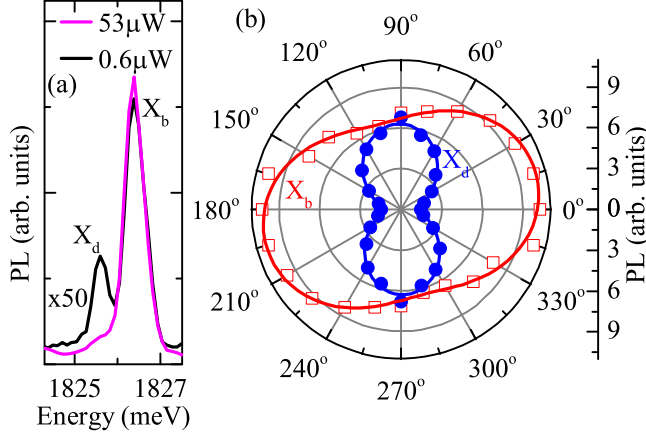 53μW
0.6μW
(a)
X_b
X_d
x50
PL (arb. units)
1825
1827
Energy (meV)
(b)
90°
120°
60°
150°
30°
180°
0°
210°
330°
240°
300°
270°
X_d
X_b
9
6
3
0
3
6
9
PL (arb. units)